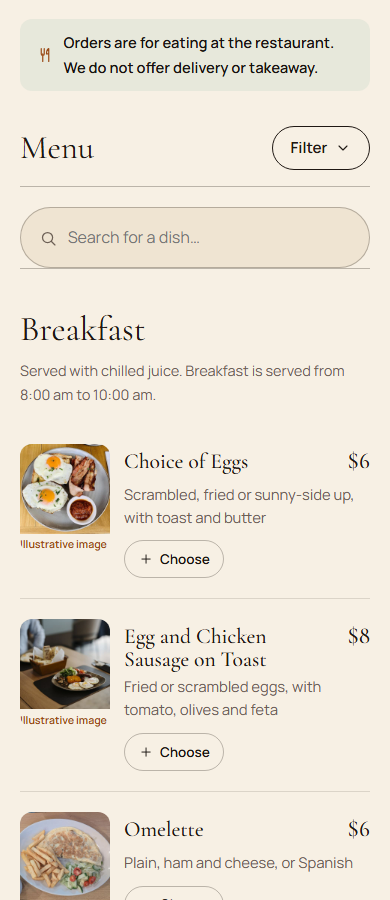 Orders are for eating at the restaurant.
We do not offer delivery or takeaway.
Menu
Filter
Search for a dish...
Breakfast
Served with chilled juice. Breakfast is served from
8:00 am to 10:00 am.
Choice of Eggs
$6
Scrambled, fried or sunny-side up,
with toast and butter
Illustrative image
+ Choose
Egg and Chicken
Sausage on Toast
$8
Fried or scrambled eggs, with
tomato, olives and feta
Illustrative image
+ Choose
Omelette
$6
Plain, ham and cheese, or Spanish